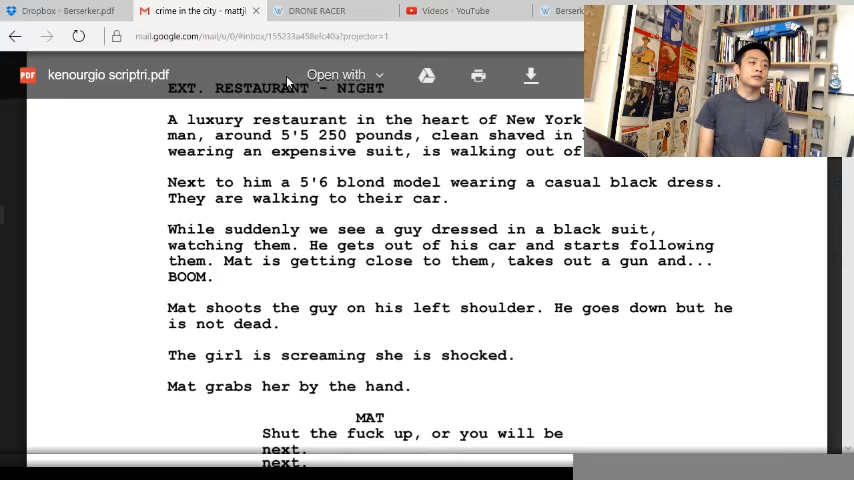 Dropbox - Berserker.pdf
crime in the city - mattj
DRONE RACER
Videos - YouTube
Berserk
mail.google.com/mail/u/0/#inbox/155233a458efc40a?projector=1
PDF kenourgio scriptri.pdf
Open with
EXT. RESTAURANT - NIGHT
A luxury restaurant in the heart of New York
man, around 5'5 250 pounds, clean shaved in
wearing an expensive suit, is walking out of
Next to him a 5'6 blond model wearing a casual black dress.
They are walking to their car.
While suddenly we see a guy dressed in a black suit,
watching them. He gets out of his car and starts following
them. Mat is getting close to them, takes out a gun and...
BOOM.
Mat shoots the guy on his left shoulder. He goes down but he
is not dead.
The girl is screaming she is shocked.
Mat grabs her by the hand.
MAT
Shut the fuck up, or you will be
next.
next.